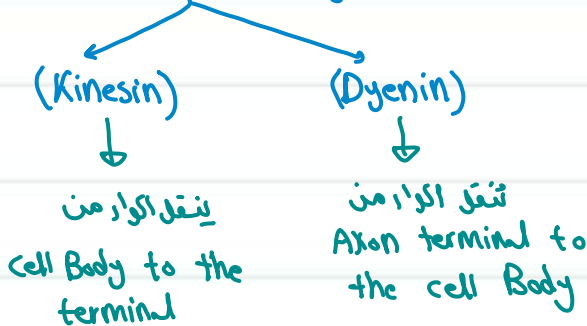 (Kinesin)
(Dyenin)
ينقل المواد من
cell Body to the
terminal
تنقل المواد من
Axon terminal to
the cell Body